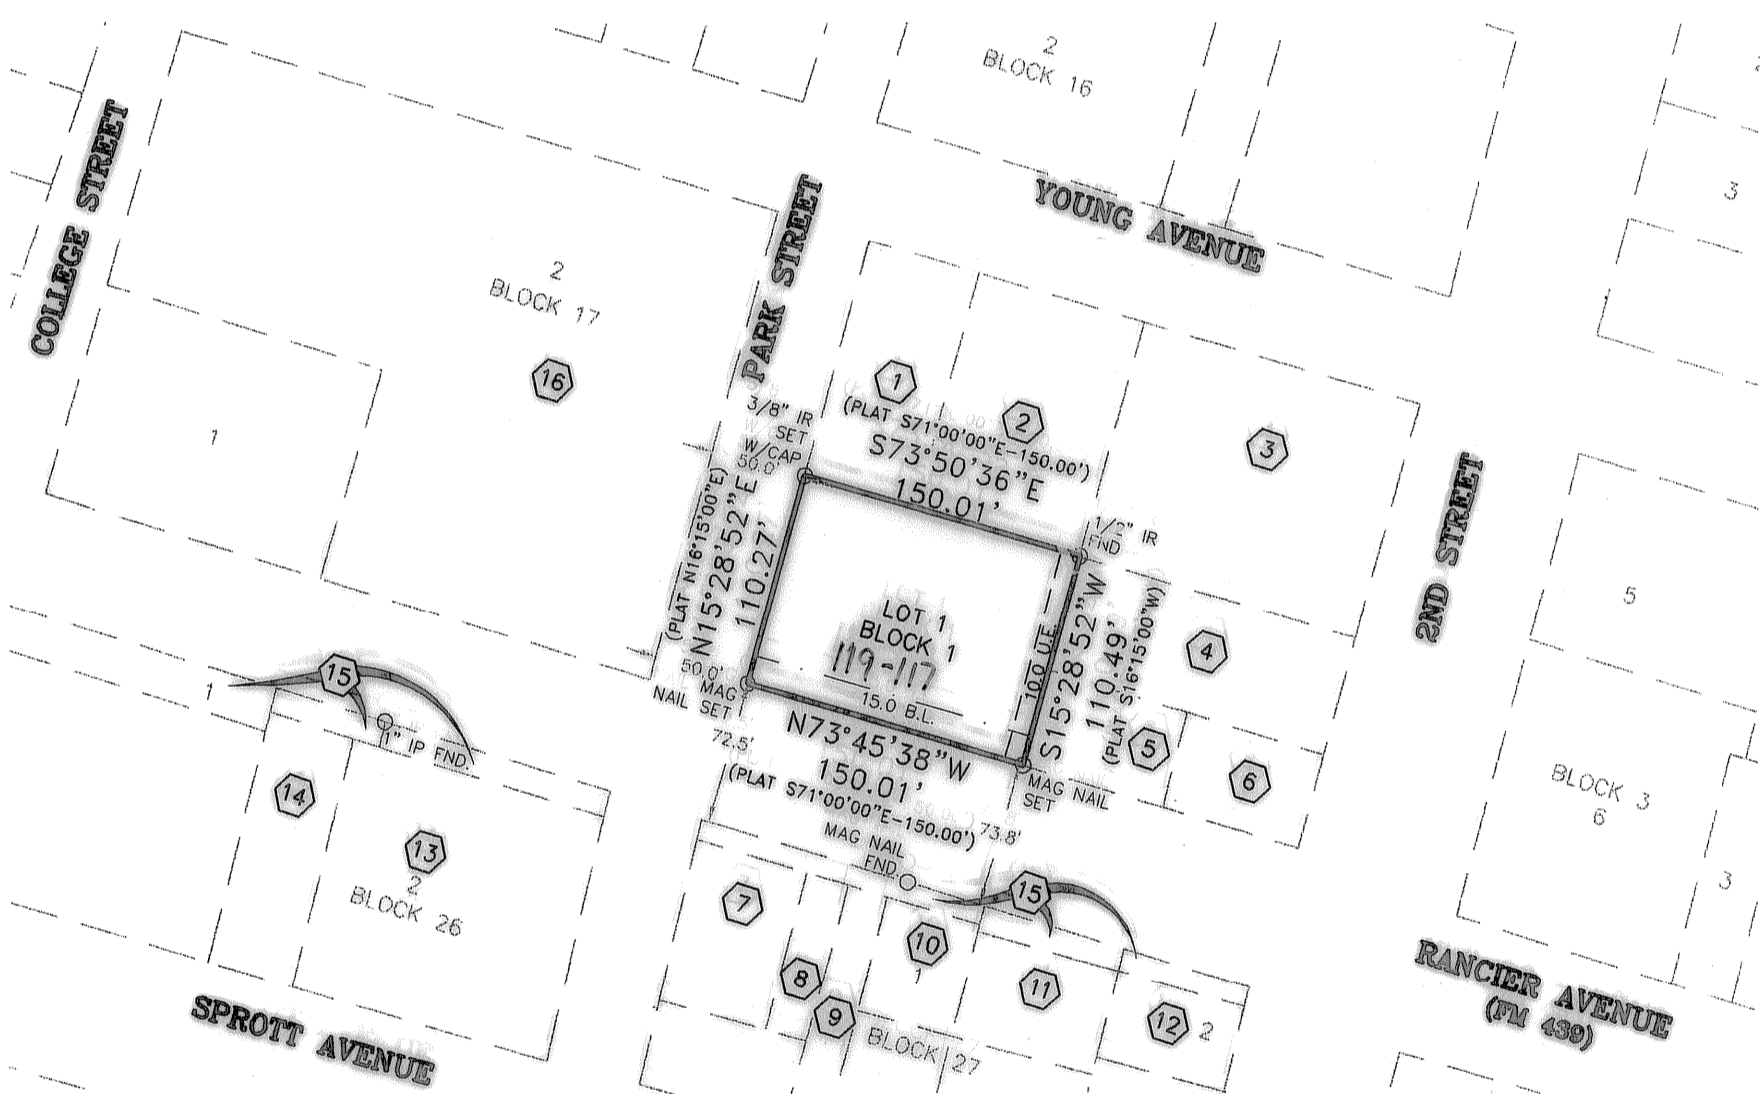 2
BLOCK 16
3
COLLEGE STREET
PARK STREET
YOUNG AVENUE
2
BLOCK 17
16
1
1
2
3
3/8" IR
SET
W/CAP
50.0'
(PLAT S71°00'00"E-150.00')
S73°50'36"E
150.01'
(PLAT N16°15'00"E)
N15°28'52"E
110.27'
1/2" IR
FND
2ND STREET
LOT 1
BLOCK 1
119-117
15.0 B.L.
10.0 U.E.
S15°28'52"W
110.49'
(PLAT S16°15'00"W)
4
5
5
6
50.0'
MAG
NAIL SET
72.5'
N73°45'38"W
150.01'
(PLAT S71°00'00"E-150.00')
MAG NAIL
SET
73.8'
MAG NAIL
FND.
15
1
1" IP FND.
14
13
2
BLOCK 26
BLOCK 3
6
3
7
8
9
10
1
15
11
12
2
BLOCK 27
SPROTT AVENUE
RANCIER AVENUE
(FM 439)